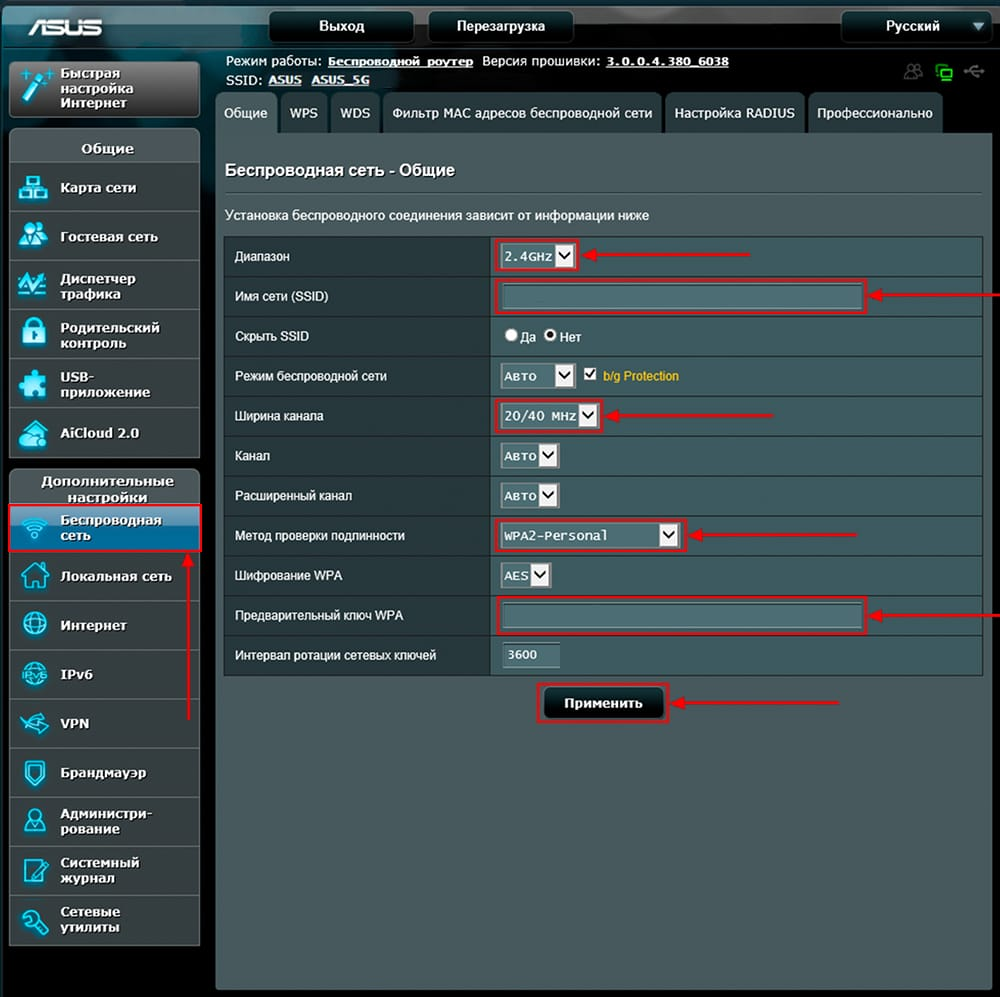 ASUS
Выход
Перезагрузка
Русский
Быстрая
настройка
Интернет
Режим работы: Беспроводной роутер Версия прошивки: 3.0.0.4.380_6038
SSID: ASUS ASUS_5G
Общие
WPS
WDS
Фильтр MAC адресов беспроводной сети
Настройка RADIUS
Профессионально
Общие
Карта сети
Гостевая сеть
Диспетчер
трафика
Родительский
контроль
USB-
приложение
AiCloud 2.0
Дополнительные
настройки
Беспроводная
сеть
Локальная сеть
Интернет
IPv6
IPv6
VPN
Брандмауэр
Администри-
рование
Системный
журнал
Сетевые
утилиты
Беспроводная сеть - Общие
Установка беспроводного соединения зависит от информации ниже
Диапазон 2.4GHz
Имя сети (SSID)
Скрыть SSID Да Нет
Режим беспроводной сети Авто b/g Protection
Ширина канала 20/40 MHz
Канал Авто
Расширенный канал Авто
Метод проверки подлинности WPA2-Personal
Шифрование WPA AES
Предварительный ключ WPA
Интервал ротации сетевых ключей 3600
Применить